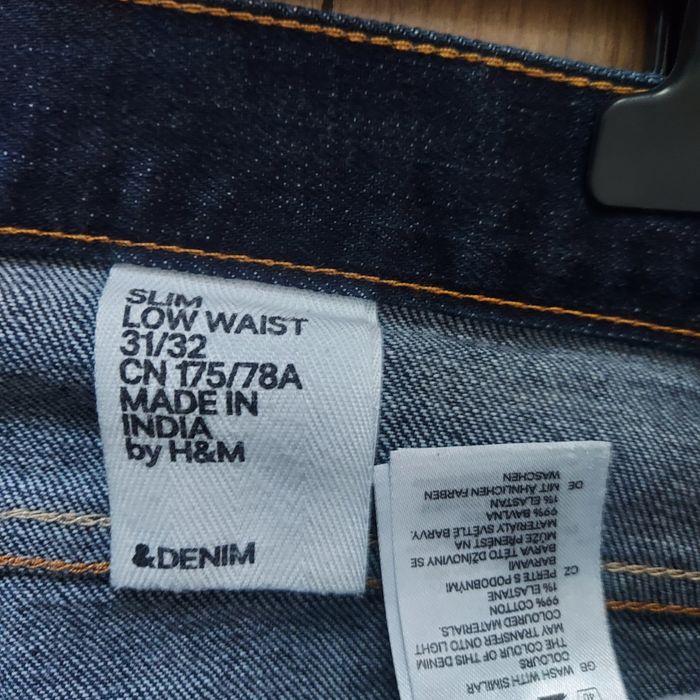 SLIM
LOW WAIST
31/32
CN 175/78A
MADE IN
INDIA
by H&M
&DENIM
40
GB WASH WITH SIMILAR
COLOURS.
THE COLOUR OF THIS DENIM
MAY TRANSFER ONTO LIGHT
COLOURED MATERIALS.
99% COTTON
1% ELASTANE
CZ PERTE S PODOBNÝMI
BARVAMI
BARVA TÉTO DŽÍNOVINY SE
MŮŽE PŘENÉST NA
MATERIÁLY SVĚTLÉ BARVY.
99% BAVLNA
1% ELASTAN
DE MIT ÄHNLICHEN FARBEN
WASCHEN